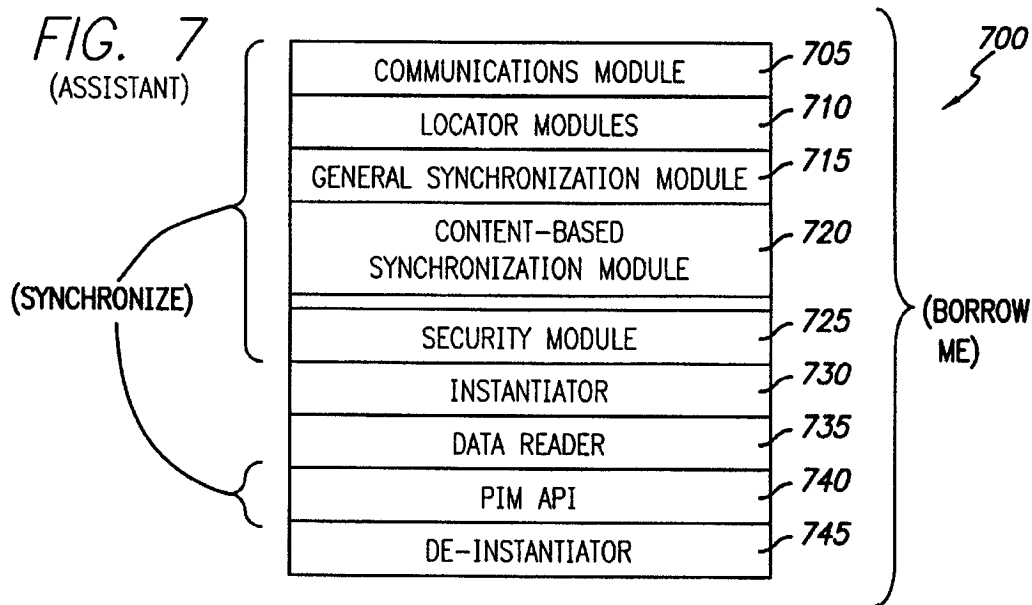 FIG. 7
(ASSISTANT)
700
COMMUNICATIONS MODULE 705
LOCATOR MODULES 710
GENERAL SYNCHRONIZATION MODULE 715
CONTENT-BASED
SYNCHRONIZATION MODULE 720
(SYNCHRONIZE)
SECURITY MODULE 725
(BORROW
ME)
INSTANTIATOR 730
DATA READER 735
PIM API 740
DE-INSTANTIATOR 745